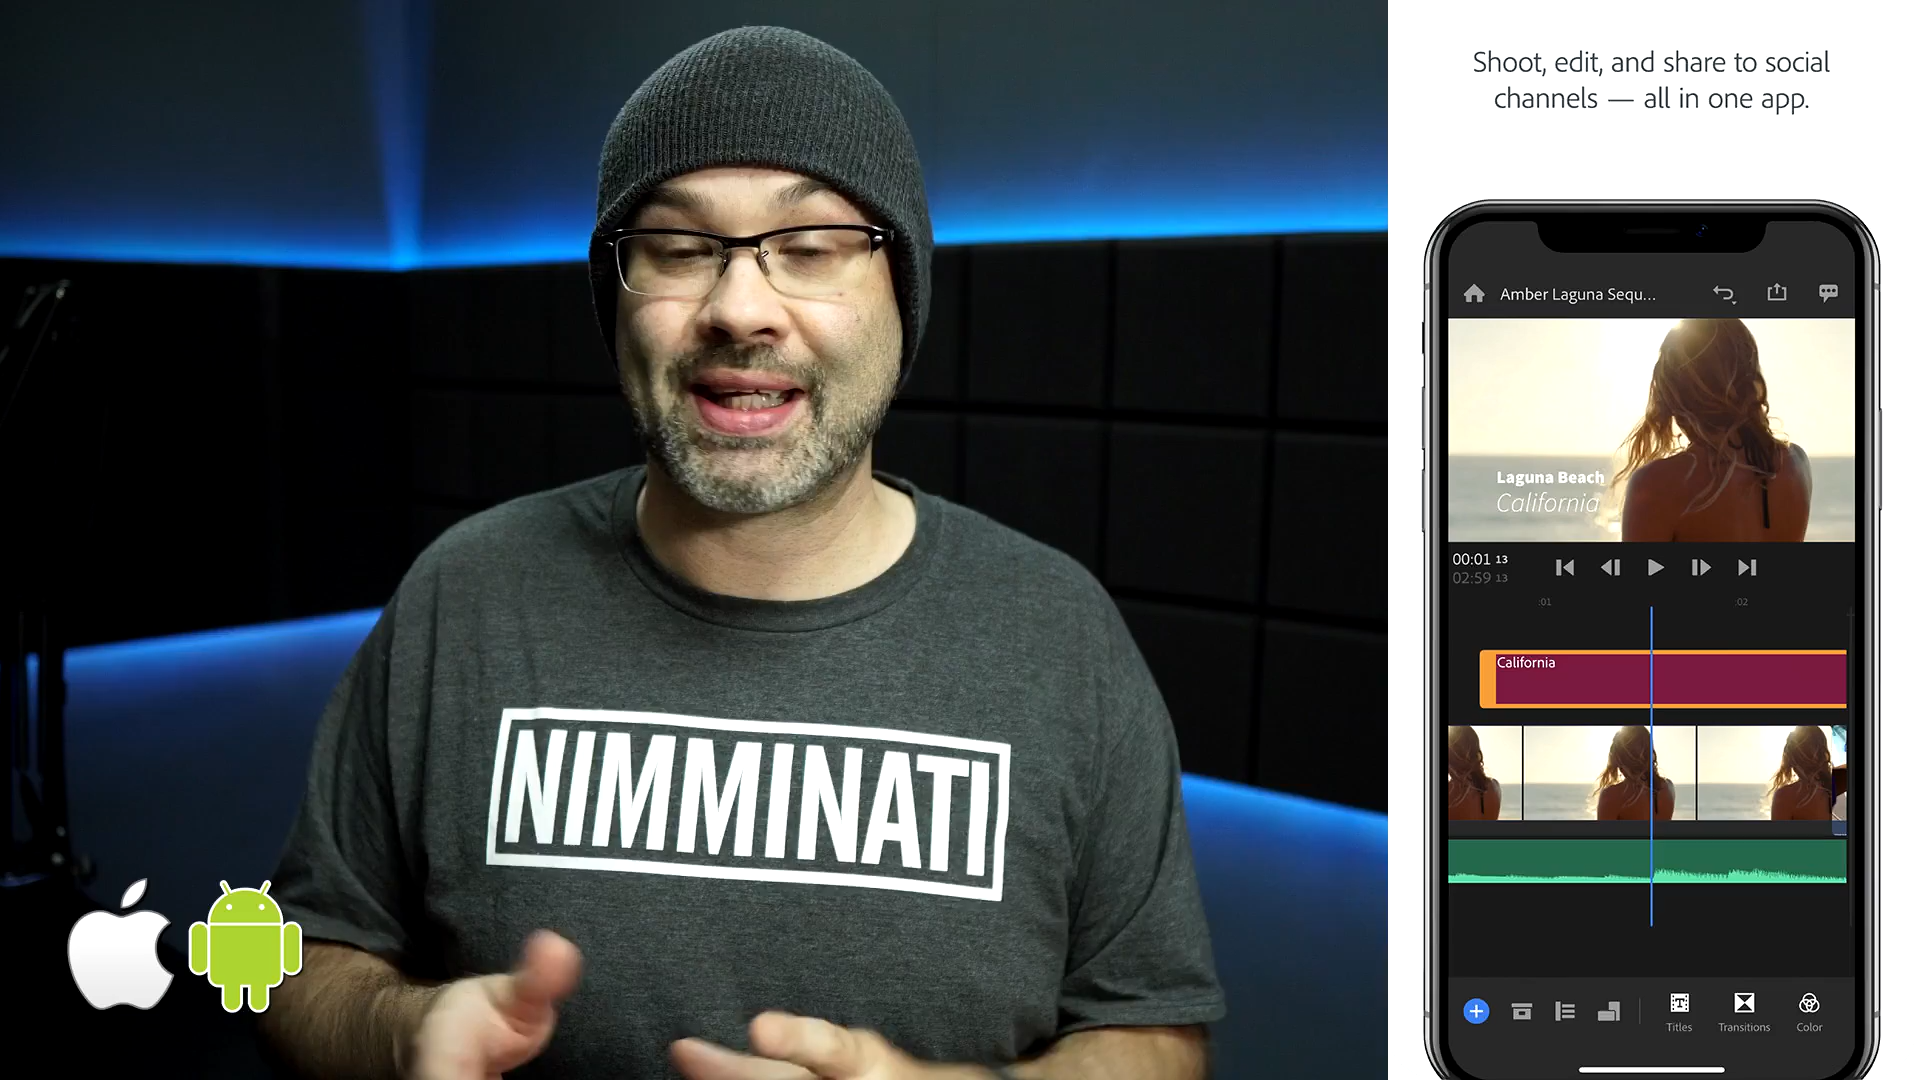 Shoot, edit, and share to social
channels — all in one app.
Amber Laguna Sequ...
Laguna Beach
California
00:01 13
02:59 13
:01
:02
California
Titles
Transitions
Color
NIMMINATI